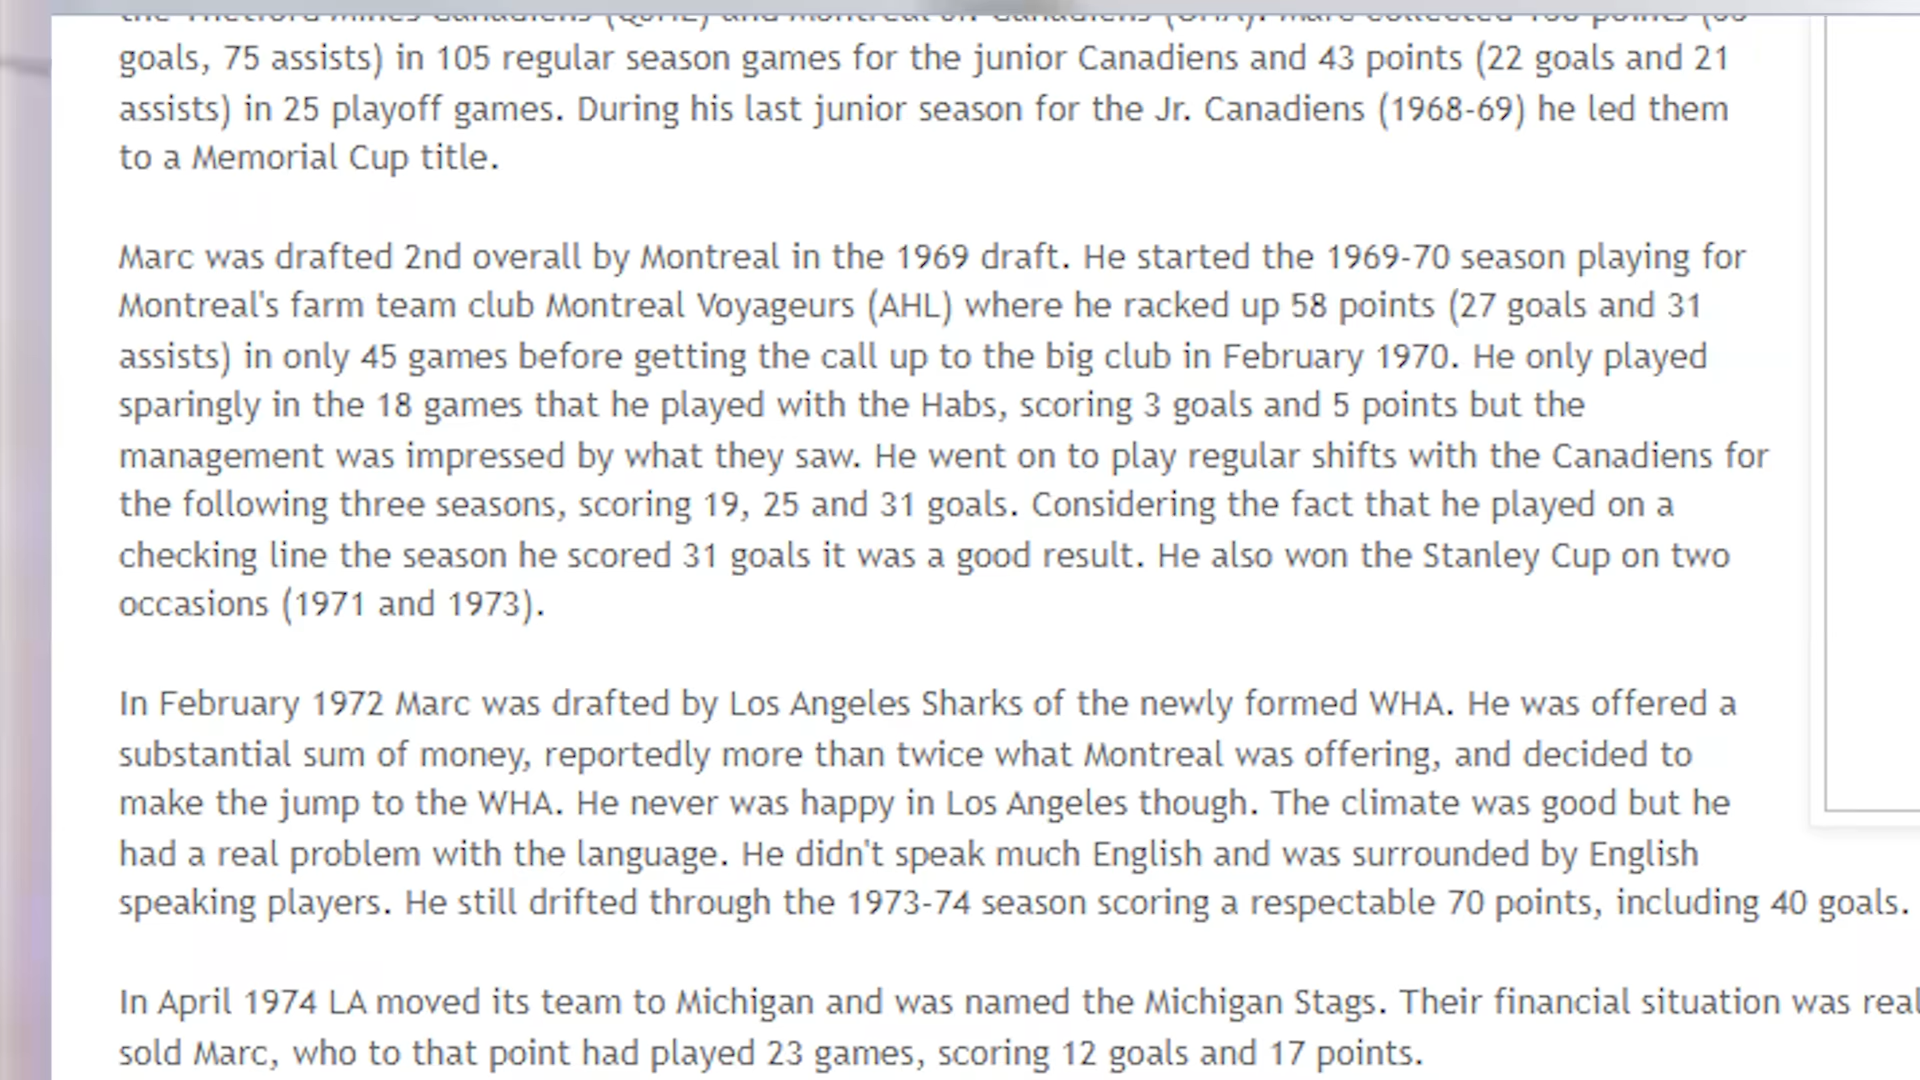 the Thetford Mines Canadiens (QJHL) and Montreal Jr. Canadiens (OHA). Marc collected points
goals, 75 assists) in 105 regular season games for the junior Canadiens and 43 points (22 goals and 21
assists) in 25 playoff games. During his last junior season for the Jr. Canadiens (1968-69) he led them
to a Memorial Cup title.
Marc was drafted 2nd overall by Montreal in the 1969 draft. He started the 1969-70 season playing for
Montreal's farm team club Montreal Voyageurs (AHL) where he racked up 58 points (27 goals and 31
assists) in only 45 games before getting the call up to the big club in February 1970. He only played
sparingly in the 18 games that he played with the Habs, scoring 3 goals and 5 points but the
management was impressed by what they saw. He went on to play regular shifts with the Canadiens for
the following three seasons, scoring 19, 25 and 31 goals. Considering the fact that he played on a
checking line the season he scored 31 goals it was a good result. He also won the Stanley Cup on two
occasions (1971 and 1973).
In February 1972 Marc was drafted by Los Angeles Sharks of the newly formed WHA. He was offered a
substantial sum of money, reportedly more than twice what Montreal was offering, and decided to
make the jump to the WHA. He never was happy in Los Angeles though. The climate was good but he
had a real problem with the language. He didn't speak much English and was surrounded by English
speaking players. He still drifted through the 1973-74 season scoring a respectable 70 points, including 40 goals.
In April 1974 LA moved its team to Michigan and was named the Michigan Stags. Their financial situation was real
sold Marc, who to that point had played 23 games, scoring 12 goals and 17 points.